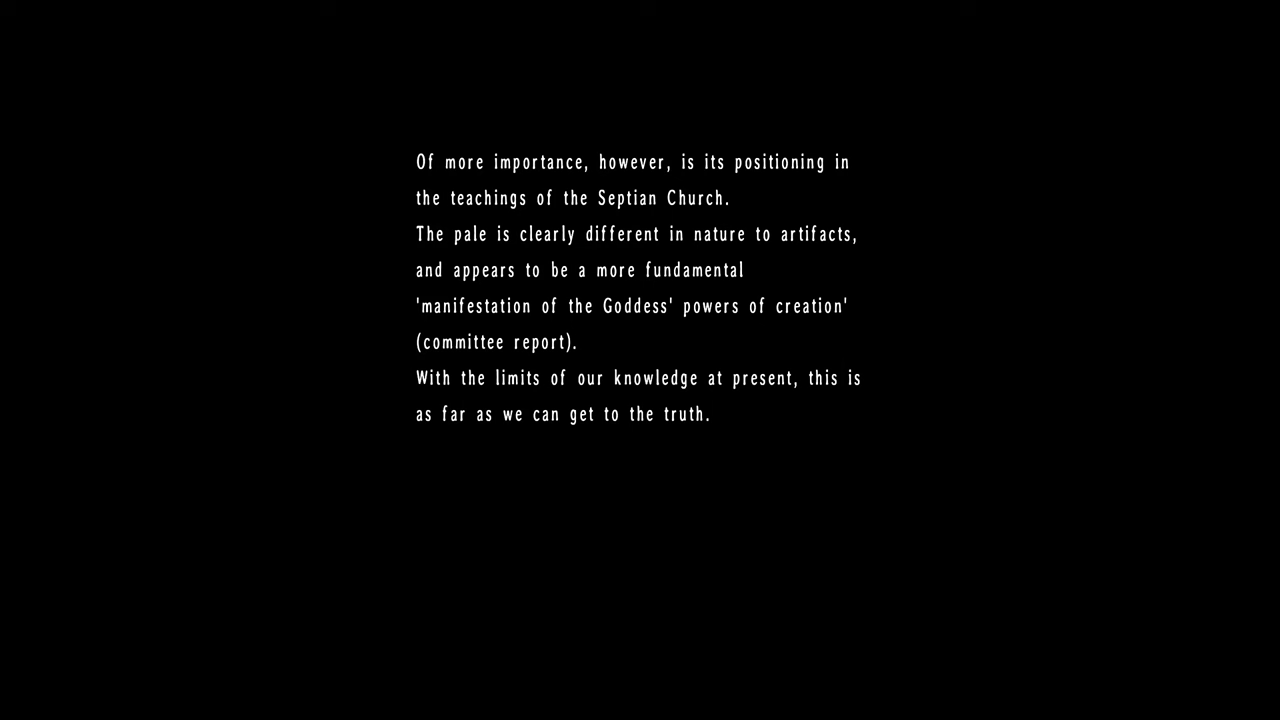 Of more importance, however, is its positioning in
the teachings of the Septian Church.
The pale is clearly different in nature to artifacts,
and appears to be a more fundamental
'manifestation of the Goddess' powers of creation'
(committee report).
With the limits of our knowledge at present, this is
as far as we can get to the truth.